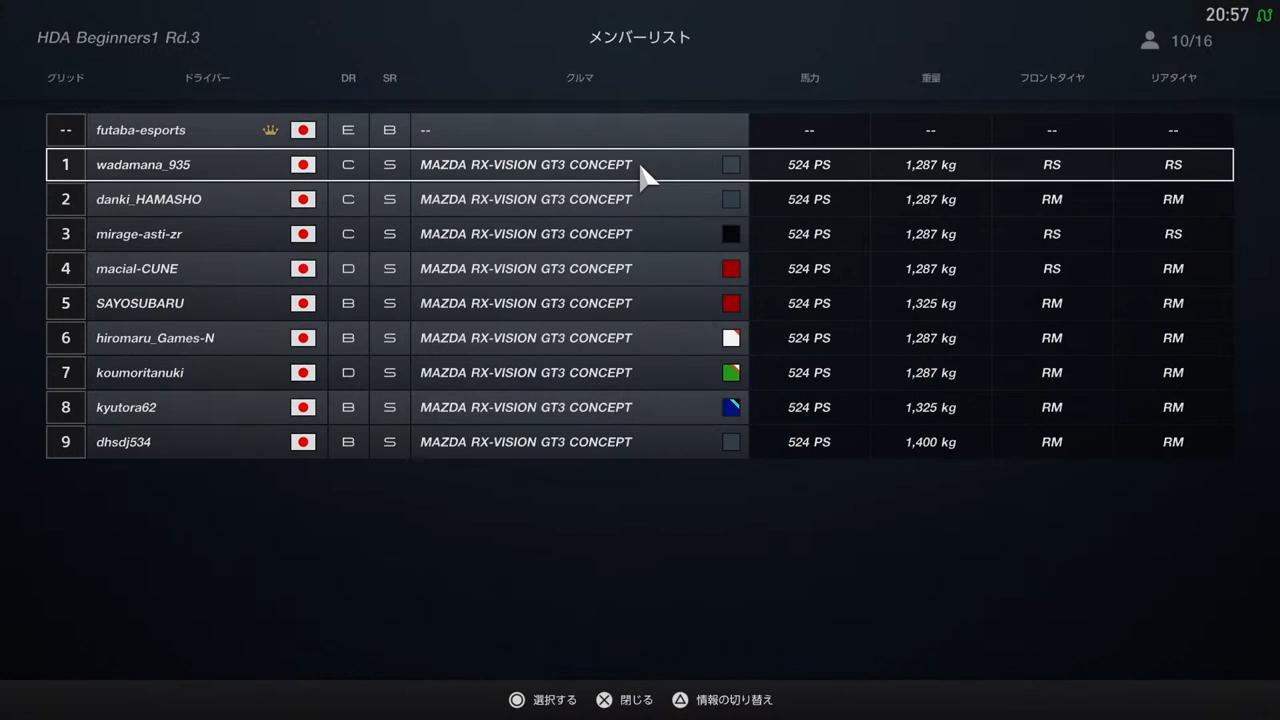 20:57
HDA Beginners1 Rd.3 メンバーリスト 10/16
グリッド ドライバー DR SR クルマ 馬力 重量 フロントタイヤ リアタイヤ
-- futaba-esports E B -- -- -- -- --
1 wadamana_935 C S MAZDA RX-VISION GT3 CONCEPT 524 PS 1,287 kg RS RS
2 danki_HAMASHO C S MAZDA RX-VISION GT3 CONCEPT 524 PS 1,287 kg RM RM
3 mirage-asti-zr C S MAZDA RX-VISION GT3 CONCEPT 524 PS 1,287 kg RS RS
4 macial-CUNE D S MAZDA RX-VISION GT3 CONCEPT 524 PS 1,287 kg RS RM
5 SAYOSUBARU B S MAZDA RX-VISION GT3 CONCEPT 524 PS 1,325 kg RM RM
6 hiromaru_Games-N B S MAZDA RX-VISION GT3 CONCEPT 524 PS 1,287 kg RM RM
7 koumoritanuki D S MAZDA RX-VISION GT3 CONCEPT 524 PS 1,287 kg RM RM
8 kyutora62 B S MAZDA RX-VISION GT3 CONCEPT 524 PS 1,325 kg RM RM
9 dhsdj534 B S MAZDA RX-VISION GT3 CONCEPT 524 PS 1,400 kg RM RM
選択する 閉じる 情報の切り替え